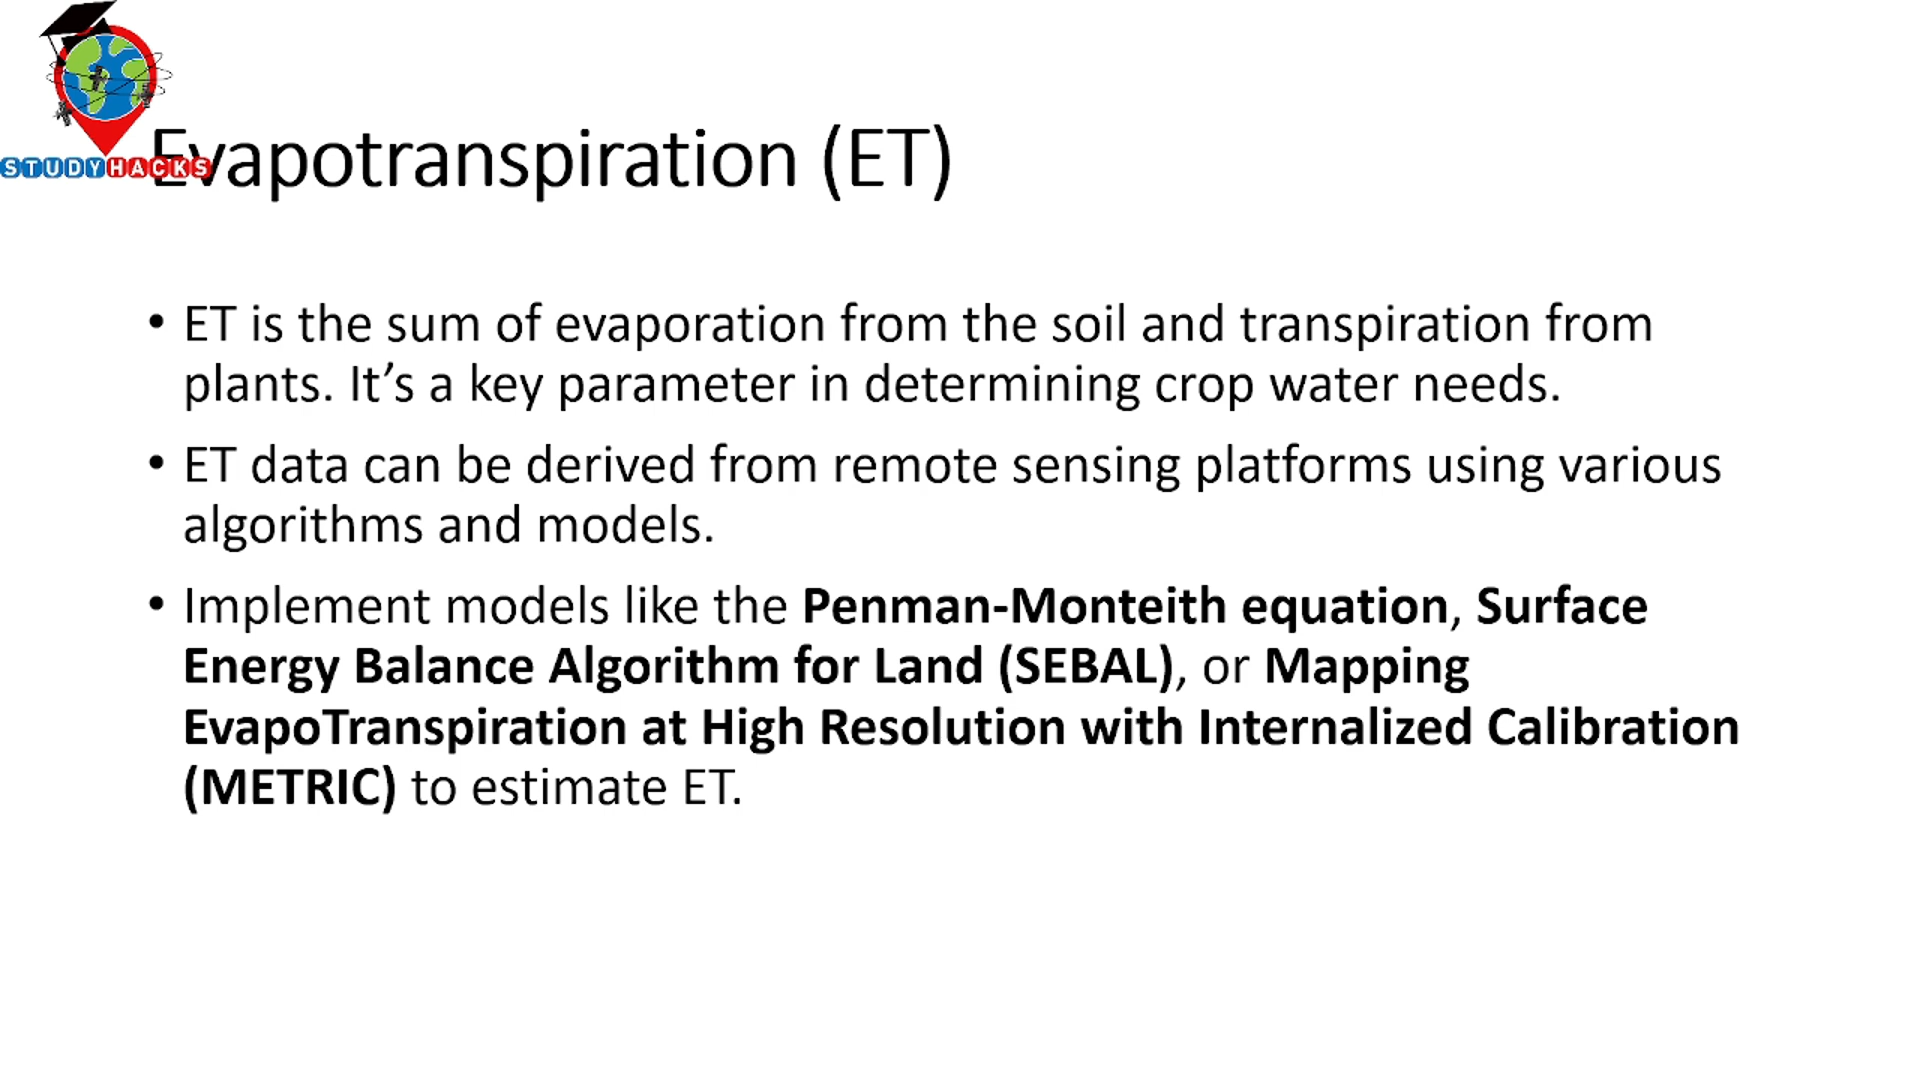 STUDYHACKS
Evapotranspiration (ET)
• ET is the sum of evaporation from the soil and transpiration from
plants. It’s a key parameter in determining crop water needs.
• ET data can be derived from remote sensing platforms using various
algorithms and models.
• Implement models like the Penman-Monteith equation, Surface
Energy Balance Algorithm for Land (SEBAL), or Mapping
EvapoTranspiration at High Resolution with Internalized Calibration
(METRIC) to estimate ET.